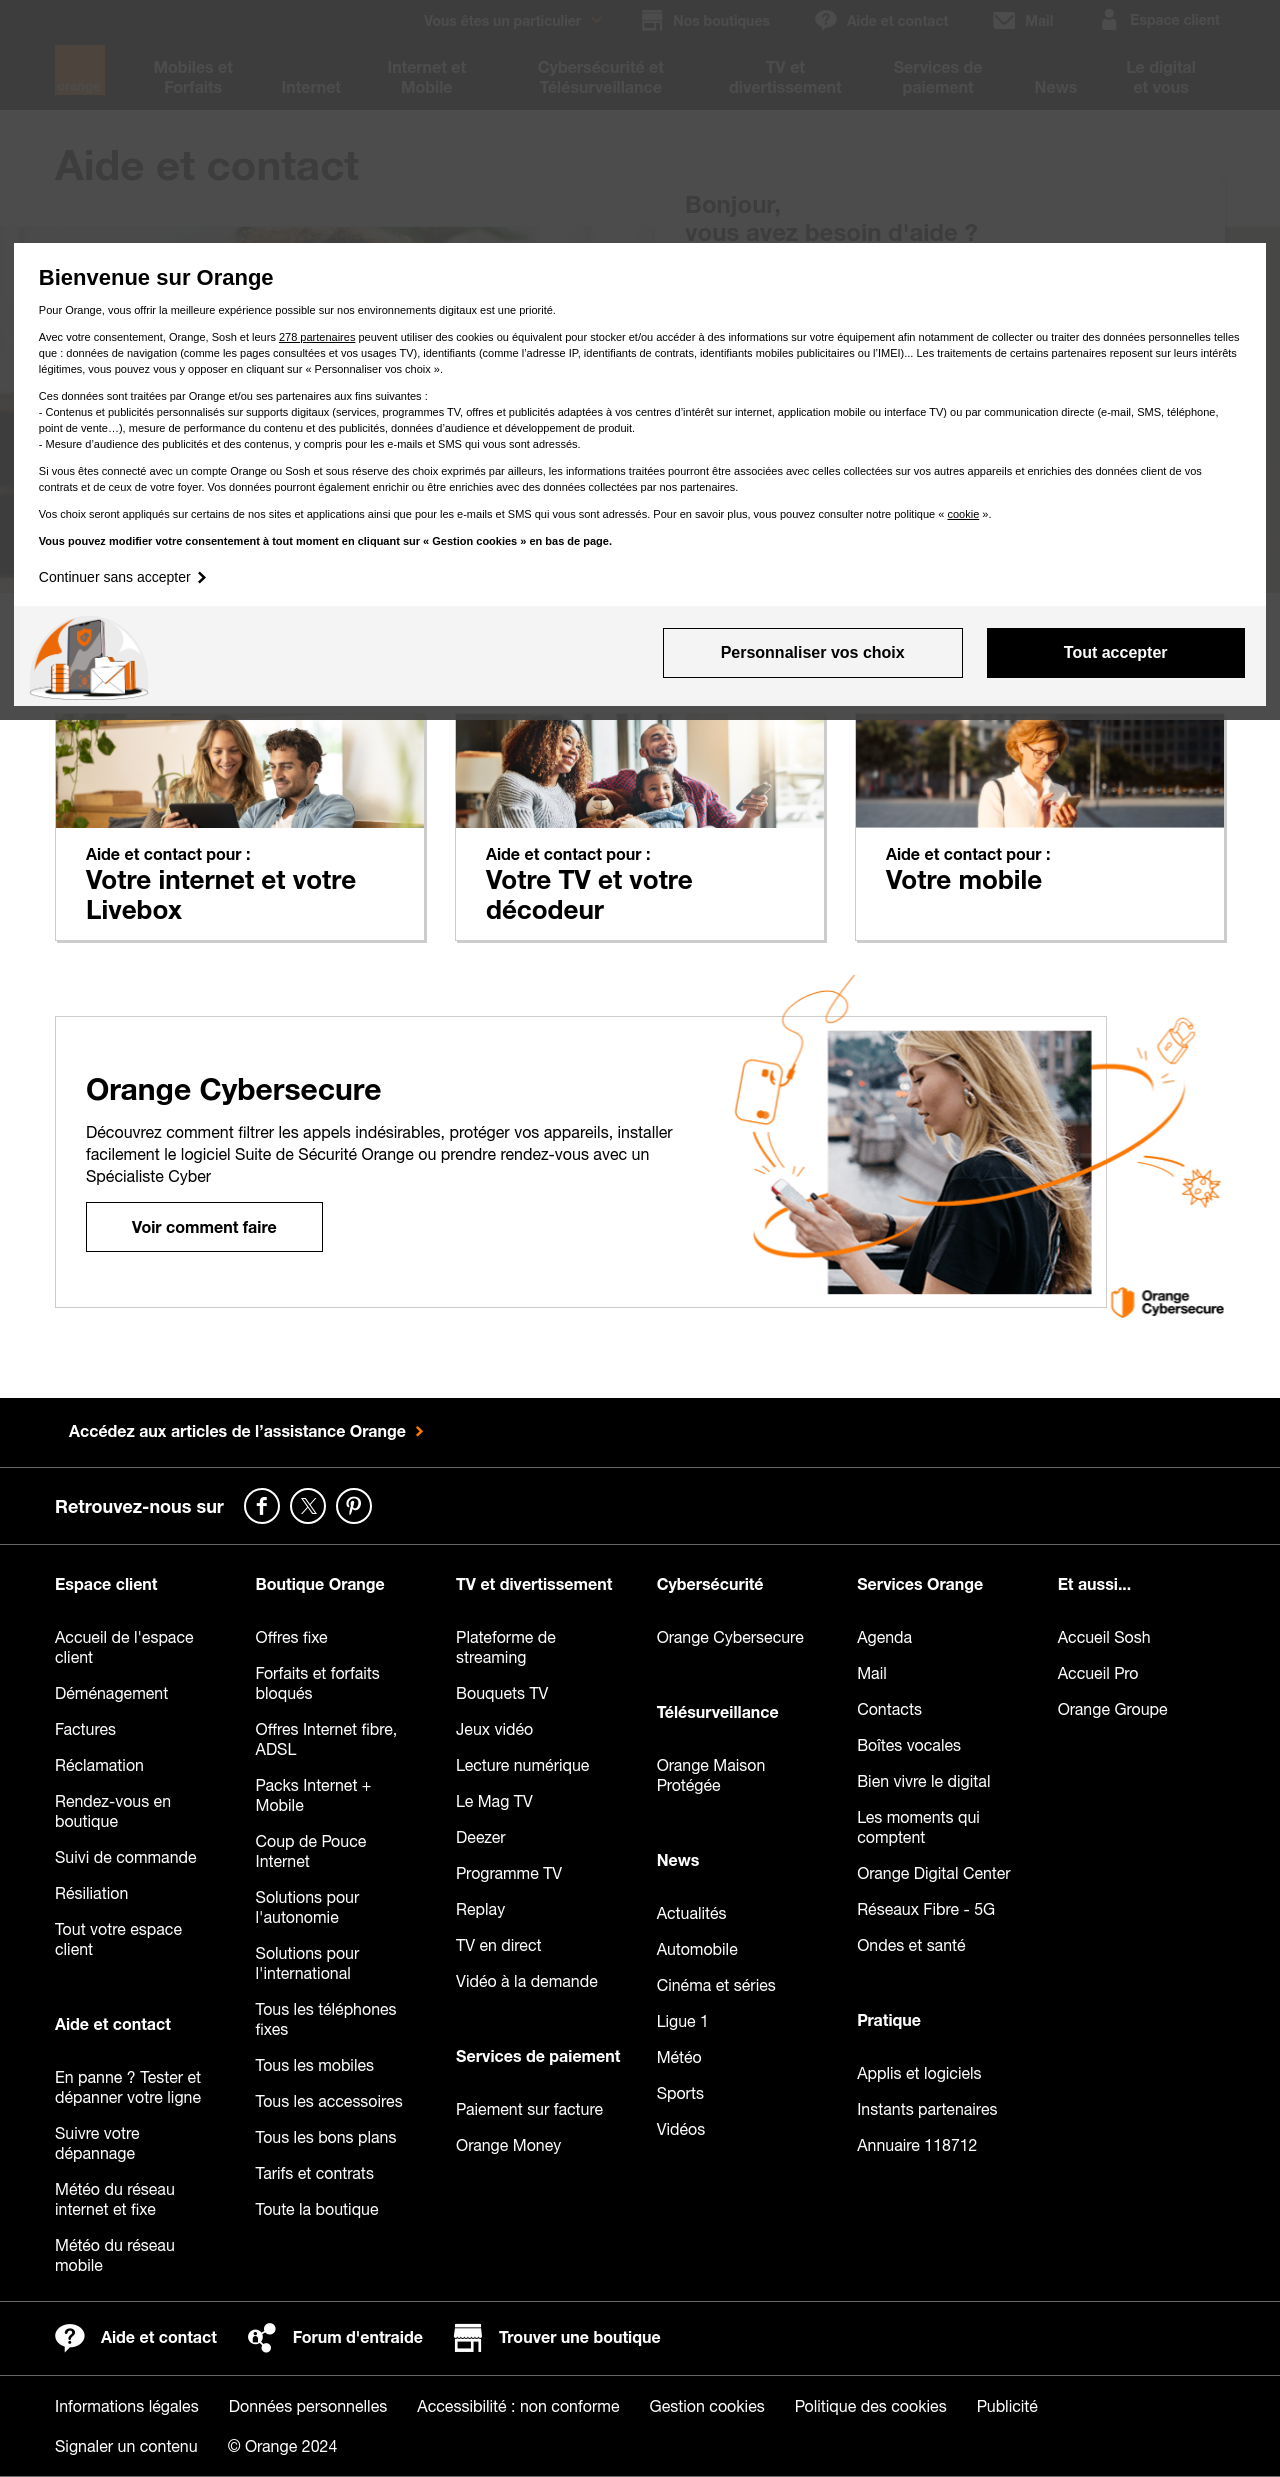 Vous êtes un particulier
Nos boutiques
Aide et contact
Mail
Espace client
orange
Mobiles et
Forfaits
Internet
Internet et
Mobile
Cybersécurité et
Télésurveillance
TV et
divertissement
Services de
paiement
News
Le digital
et vous
Aide et contact
Bonjour,
vous avez besoin d'aide ?
Bienvenue sur Orange
Pour Orange, vous offrir la meilleure expérience possible sur nos environnements digitaux est une priorité.
Avec votre consentement, Orange, Sosh et leurs 278 partenaires peuvent utiliser des cookies ou équivalent pour stocker et/ou accéder à des informations sur votre équipement afin notamment de collecter ou traiter des données personnelles telles
que : données de navigation (comme les pages consultées et vos usages TV), identifiants (comme l’adresse IP, identifiants de contrats, identifiants mobiles publicitaires ou l’IMEI)... Les traitements de certains partenaires reposent sur leurs intérêts
légitimes, vous pouvez vous y opposer en cliquant sur « Personnaliser vos choix ».
Ces données sont traitées par Orange et/ou ses partenaires aux fins suivantes :
- Contenus et publicités personnalisés sur supports digitaux (services, programmes TV, offres et publicités adaptées à vos centres d’intérêt sur internet, application mobile ou interface TV) ou par communication directe (e-mail, SMS, téléphone,
point de vente…), mesure de performance du contenu et des publicités, données d’audience et développement de produit.
- Mesure d’audience des publicités et des contenus, y compris pour les e-mails et SMS qui vous sont adressés.
Si vous êtes connecté avec un compte Orange ou Sosh et sous réserve des choix exprimés par ailleurs, les informations traitées pourront être associées avec celles collectées sur vos autres appareils et enrichies des données client de vos
contrats et de ceux de votre foyer. Vos données pourront également enrichir ou être enrichies avec des données collectées par nos partenaires.
Vos choix seront appliqués sur certains de nos sites et applications ainsi que pour les e-mails et SMS qui vous sont adressés. Pour en savoir plus, vous pouvez consulter notre politique « cookie ».
Vous pouvez modifier votre consentement à tout moment en cliquant sur « Gestion cookies » en bas de page.
Continuer sans accepter
Personnaliser vos choix
Tout accepter
Aide et contact pour :
Votre internet et votre
Livebox
Aide et contact pour :
Votre TV et votre
décodeur
Aide et contact pour :
Votre mobile
Orange Cybersecure
Découvrez comment filtrer les appels indésirables, protéger vos appareils, installer
facilement le logiciel Suite de Sécurité Orange ou prendre rendez-vous avec un
Spécialiste Cyber
Voir comment faire
Orange
Cybersecure
Accédez aux articles de l’assistance Orange
Retrouvez-nous sur
Espace client
Accueil de l'espace
client
Déménagement
Factures
Réclamation
Rendez-vous en
boutique
Suivi de commande
Résiliation
Tout votre espace
client
Aide et contact
En panne ? Tester et
dépanner votre ligne
Suivre votre
dépannage
Météo du réseau
internet et fixe
Météo du réseau
mobile
Boutique Orange
Offres fixe
Forfaits et forfaits
bloqués
Offres Internet fibre,
ADSL
Packs Internet +
Mobile
Coup de Pouce
Internet
Solutions pour
l'autonomie
Solutions pour
l'international
Tous les téléphones
fixes
Tous les mobiles
Tous les accessoires
Tous les bons plans
Tarifs et contrats
Toute la boutique
TV et divertissement
Plateforme de
streaming
Bouquets TV
Jeux vidéo
Lecture numérique
Le Mag TV
Deezer
Programme TV
Replay
TV en direct
Vidéo à la demande
Services de paiement
Paiement sur facture
Orange Money
Cybersécurité
Orange Cybersecure
Télésurveillance
Orange Maison
Protégée
News
Actualités
Automobile
Cinéma et séries
Ligue 1
Météo
Sports
Vidéos
Services Orange
Agenda
Mail
Contacts
Boîtes vocales
Bien vivre le digital
Les moments qui
comptent
Orange Digital Center
Réseaux Fibre - 5G
Ondes et santé
Pratique
Applis et logiciels
Instants partenaires
Annuaire 118712
Et aussi...
Accueil Sosh
Accueil Pro
Orange Groupe
Aide et contact
Forum d'entraide
Trouver une boutique
Informations légales
Données personnelles
Accessibilité : non conforme
Gestion cookies
Politique des cookies
Publicité
Signaler un contenu
© Orange 2024